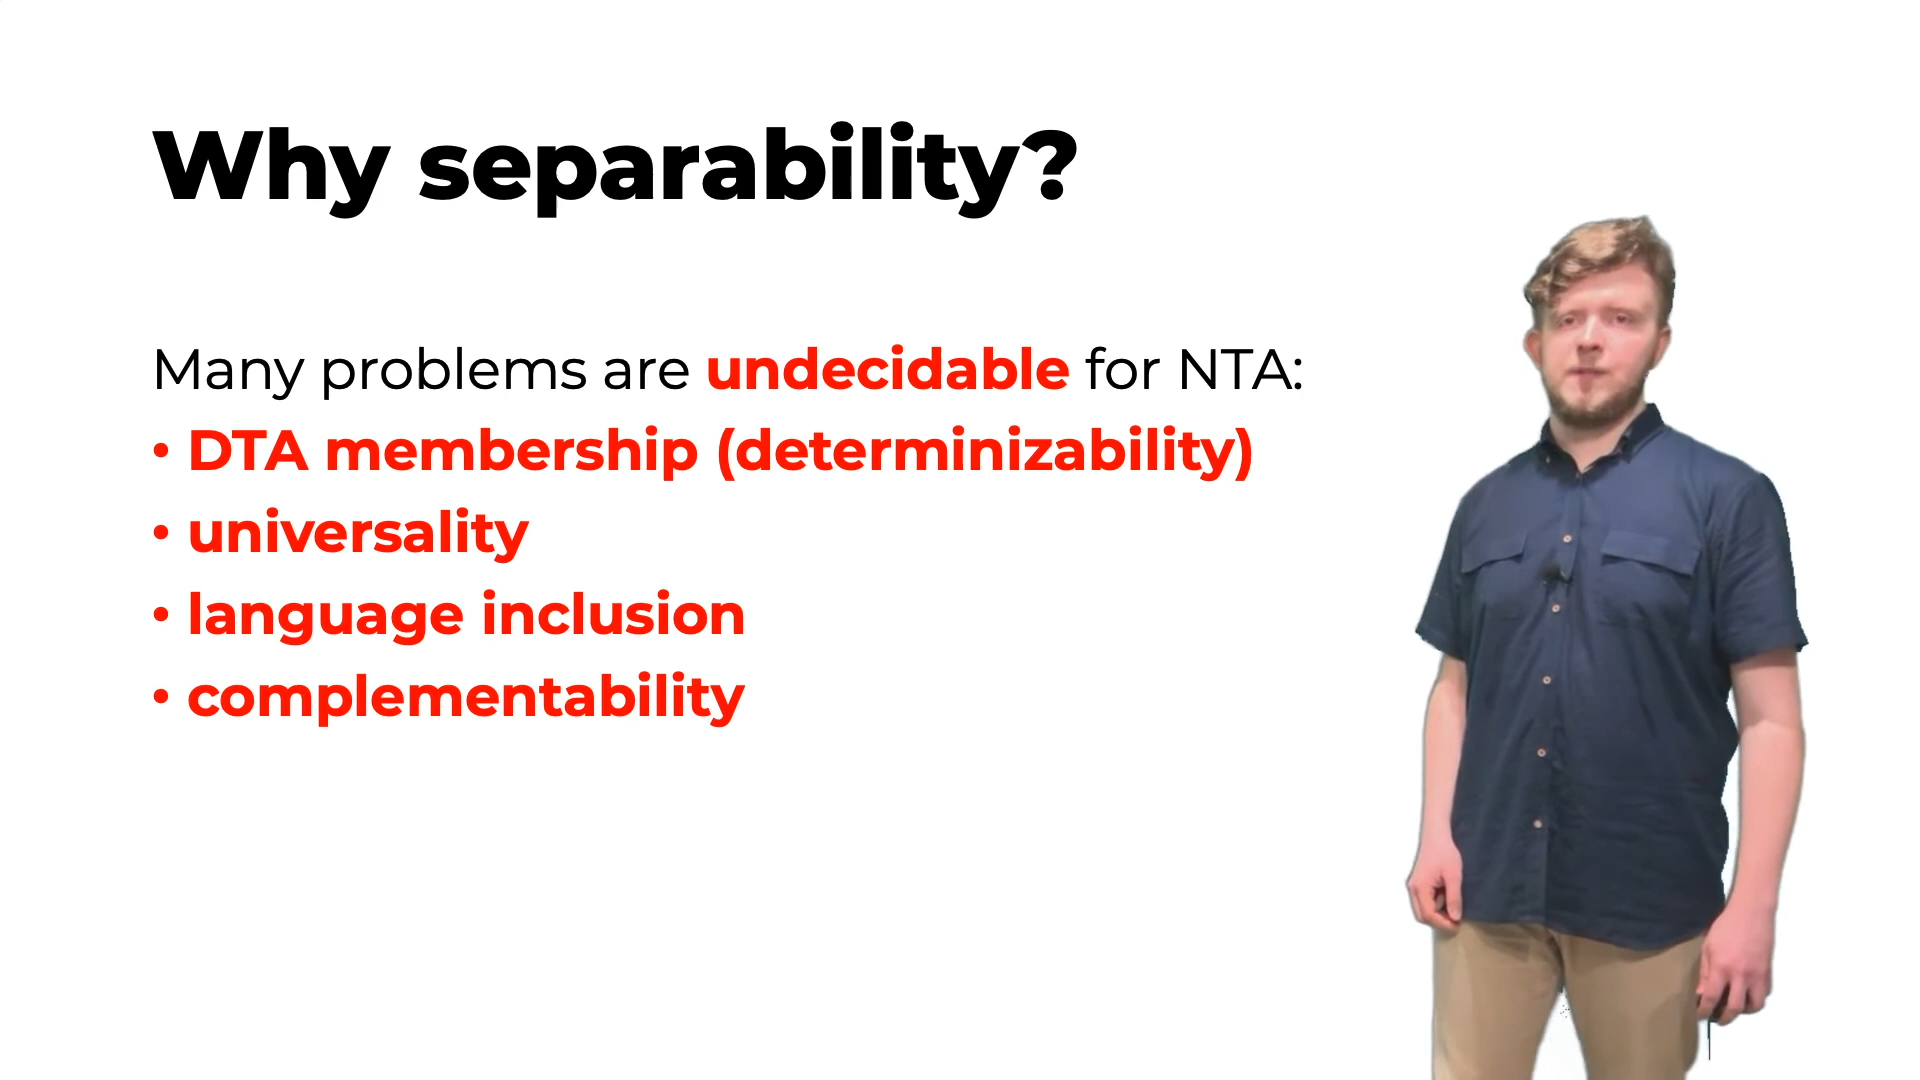 Why separability?
Many problems are undecidable for NTA:
• DTA membership (determinizability)
• universality
• language inclusion
• complementability